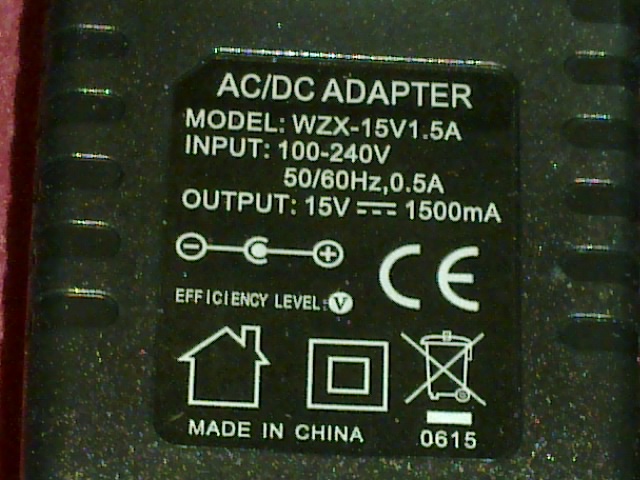 AC/DC ADAPTER
MODEL: WZX-15V1.5A
INPUT: 100-240V
50/60Hz,0.5A
OUTPUT: 15V ⎓ 1500mA
CE
EFFICIENCY LEVEL: V
MADE IN CHINA
0615